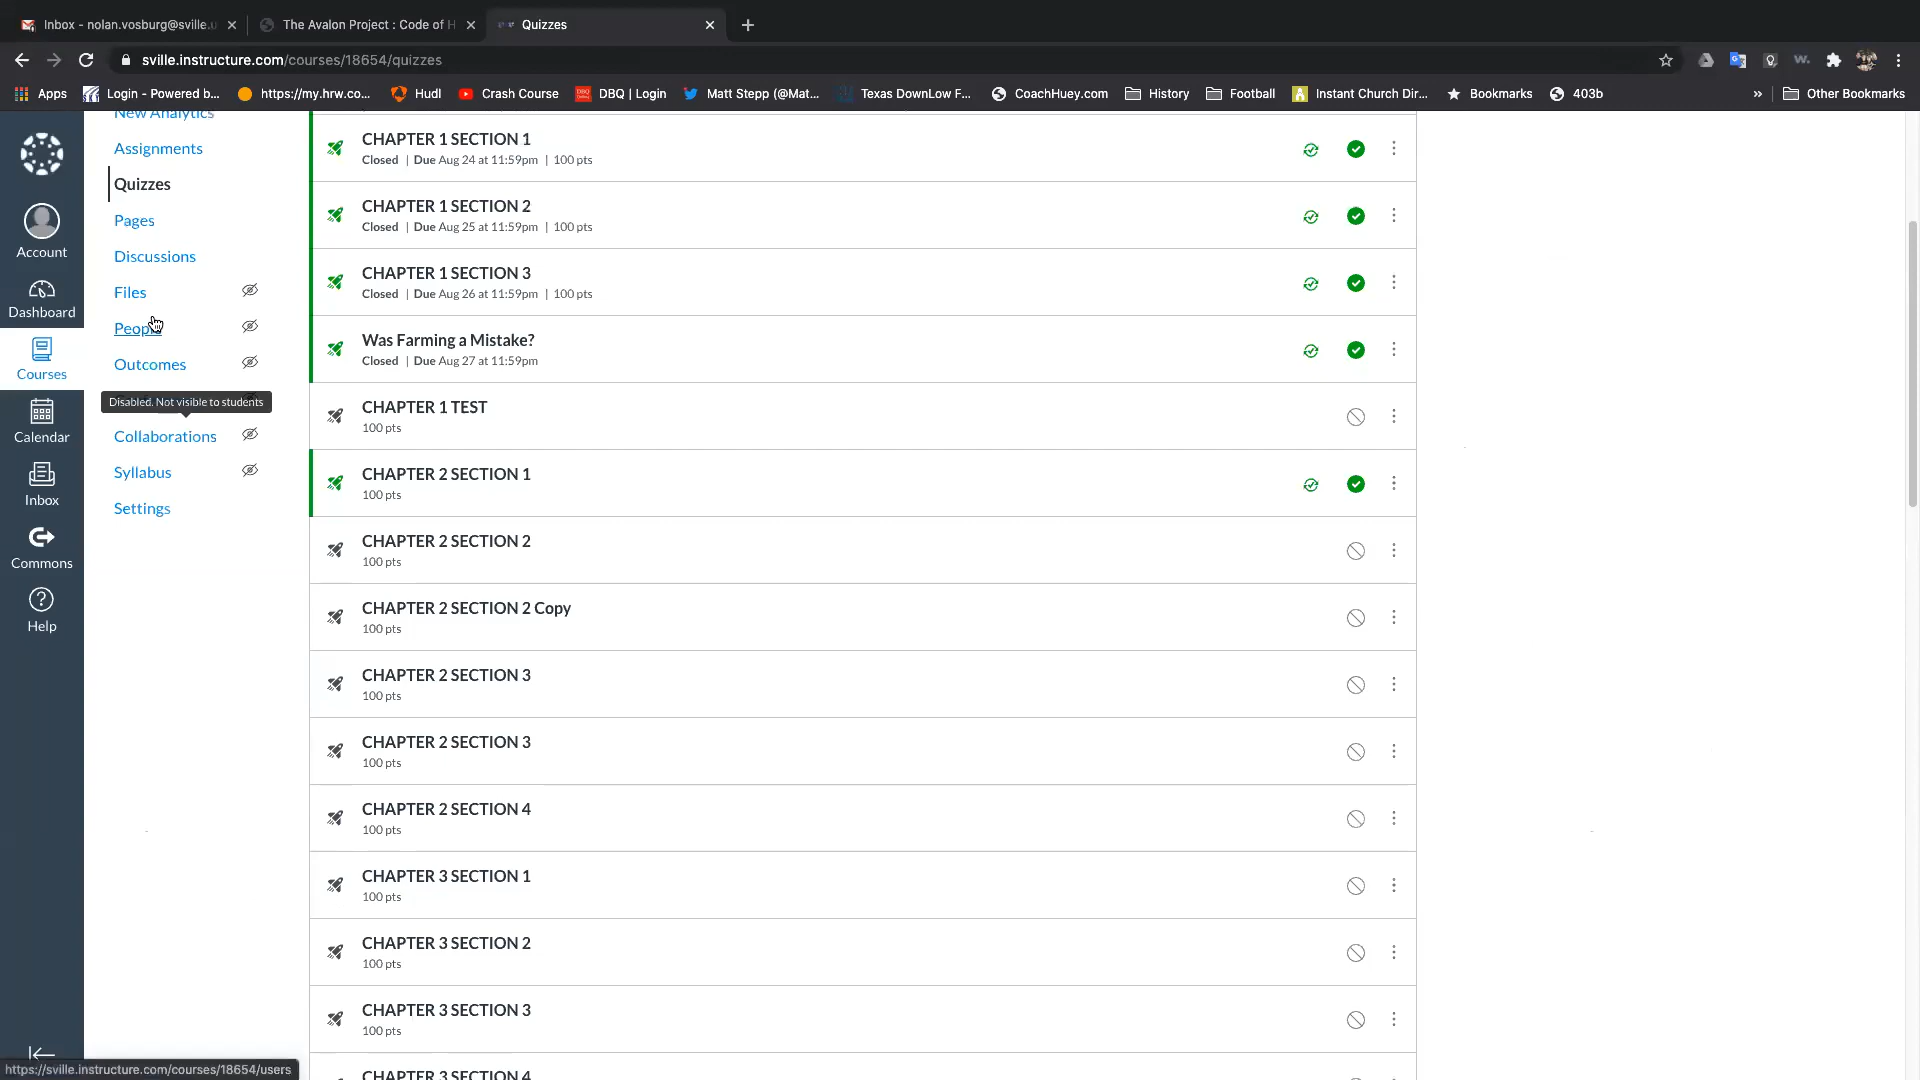 Inbox - nolan.vosburg@sville.u
The Avalon Project : Code of H
Quizzes
sville.instructure.com/courses/18654/quizzes
Apps
Login - Powered b...
https://my.hrw.co...
Hudl
Crash Course
DBQ | Login
Matt Stepp (@Mat...
Texas DownLow F...
CoachHuey.com
History
Football
Instant Church Dir...
Bookmarks
403b
»
Other Bookmarks
Account
Dashboard
Courses
Calendar
Inbox
Commons
Help
New Analytics
Assignments
Quizzes
Pages
Discussions
Files
People
Outcomes
Disabled. Not visible to students
Collaborations
Syllabus
Settings
CHAPTER 1 SECTION 1
Closed | Due Aug 24 at 11:59pm | 100 pts
CHAPTER 1 SECTION 2
Closed | Due Aug 25 at 11:59pm | 100 pts
CHAPTER 1 SECTION 3
Closed | Due Aug 26 at 11:59pm | 100 pts
Was Farming a Mistake?
Closed | Due Aug 27 at 11:59pm
CHAPTER 1 TEST
100 pts
CHAPTER 2 SECTION 1
100 pts
CHAPTER 2 SECTION 2
100 pts
CHAPTER 2 SECTION 2 Copy
100 pts
CHAPTER 2 SECTION 3
100 pts
CHAPTER 2 SECTION 3
100 pts
CHAPTER 2 SECTION 4
100 pts
CHAPTER 3 SECTION 1
100 pts
CHAPTER 3 SECTION 2
100 pts
CHAPTER 3 SECTION 3
100 pts
CHAPTER 3 SECTION 4
https://sville.instructure.com/courses/18654/users